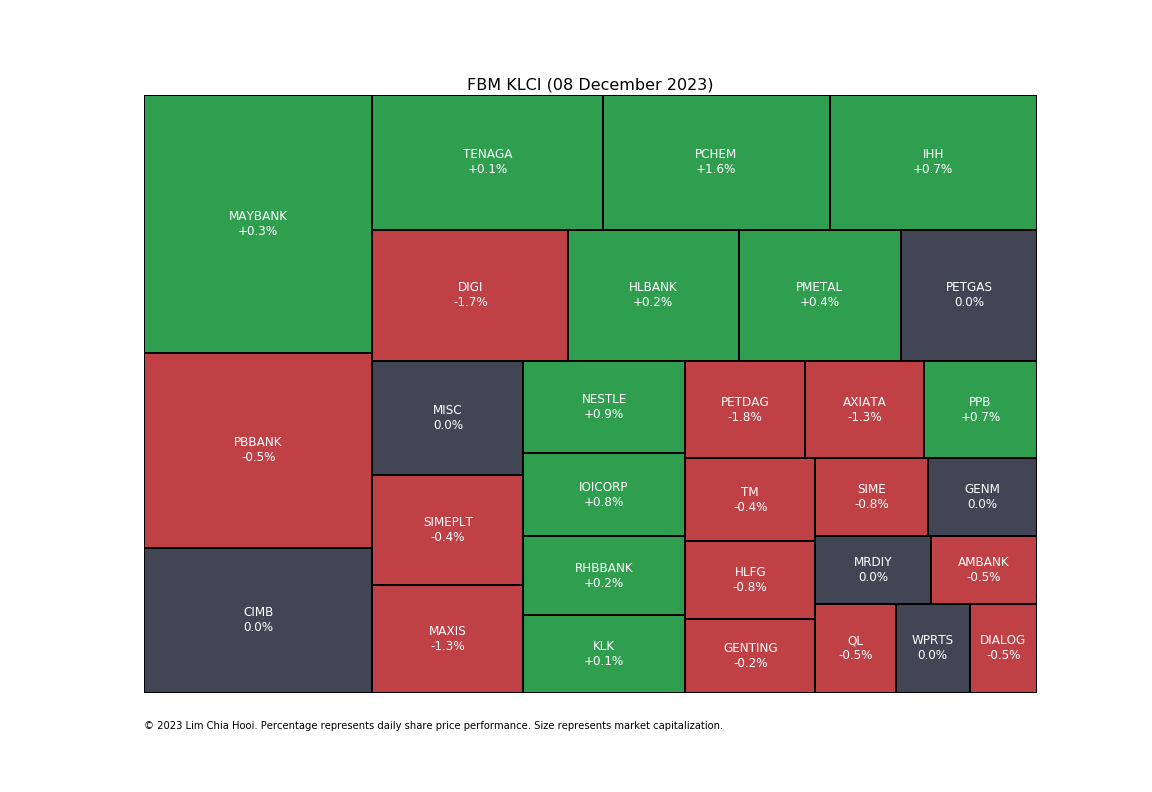 FBM KLCI (08 December 2023)
MAYBANK
+0.3%
PBBANK
-0.5%
CIMB
0.0%
TENAGA
+0.1%
PCHEM
+1.6%
IHH
+0.7%
DIGI
-1.7%
HLBANK
+0.2%
PMETAL
+0.4%
PETGAS
0.0%
MISC
0.0%
SIMEPLT
-0.4%
MAXIS
-1.3%
NESTLE
+0.9%
IOICORP
+0.8%
RHBBANK
+0.2%
KLK
+0.1%
PETDAG
-1.8%
AXIATA
-1.3%
PPB
+0.7%
TM
-0.4%
HLFG
-0.8%
GENTING
-0.2%
SIME
-0.8%
GENM
0.0%
MRDIY
0.0%
AMBANK
-0.5%
QL
-0.5%
WPRTS
0.0%
DIALOG
-0.5%
© 2023 Lim Chia Hooi. Percentage represents daily share price performance. Size represents market capitalization.